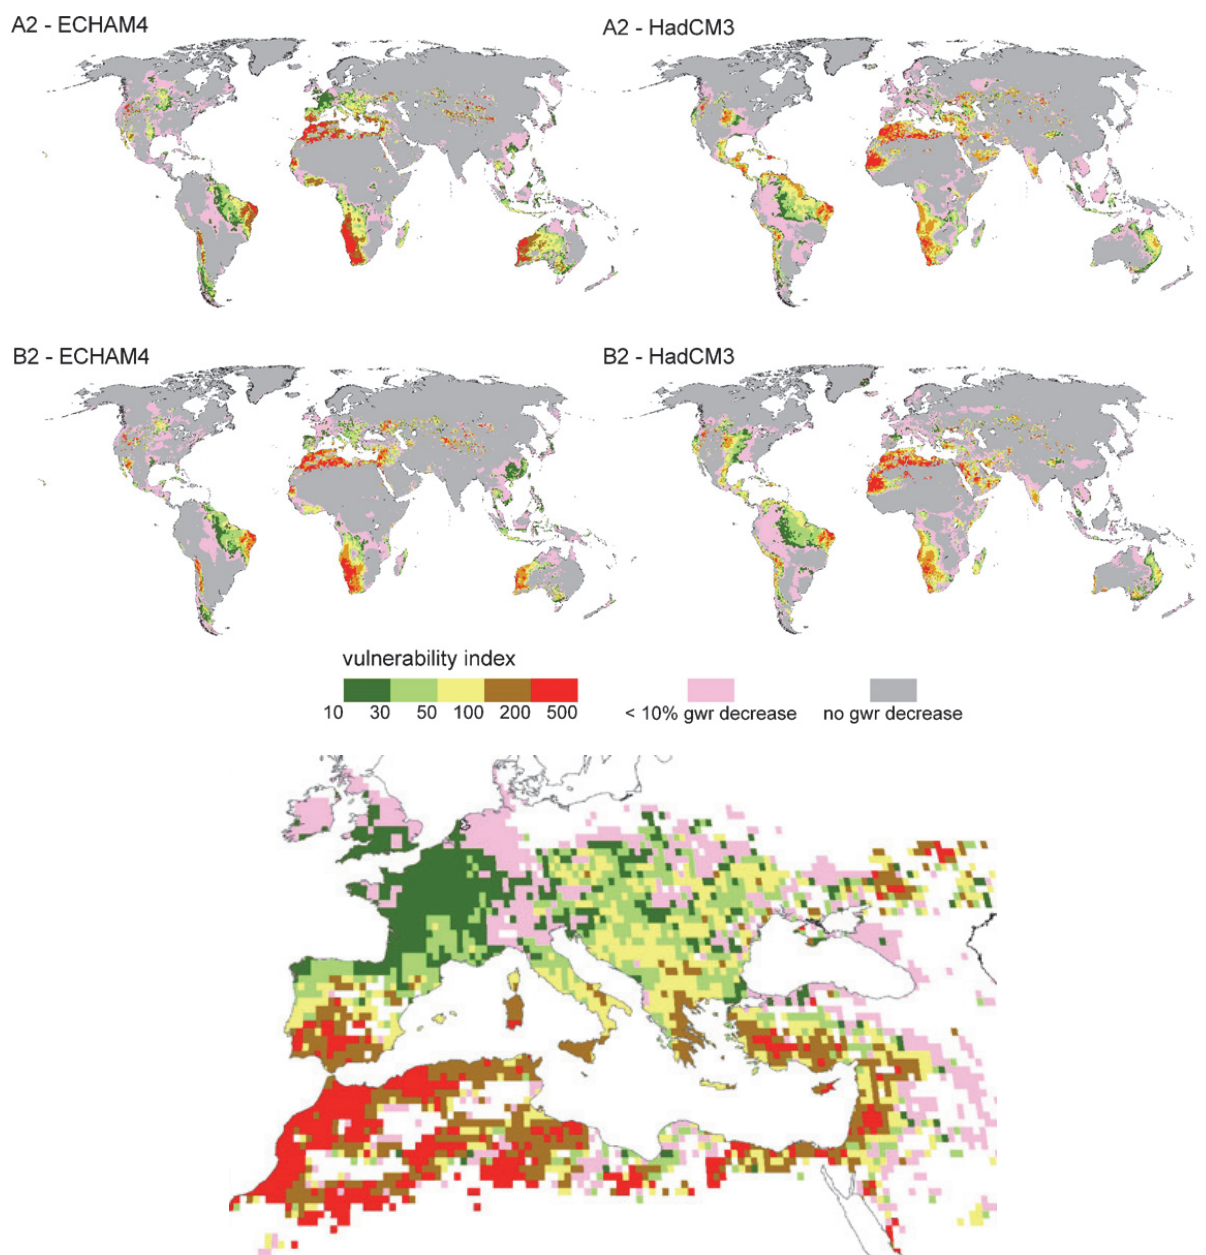 A2 - ECHAM4
A2 - HadCM3
B2 - ECHAM4
B2 - HadCM3
vulnerability index
10 30 50 100 200 500
< 10% gwr decrease
no gwr decrease